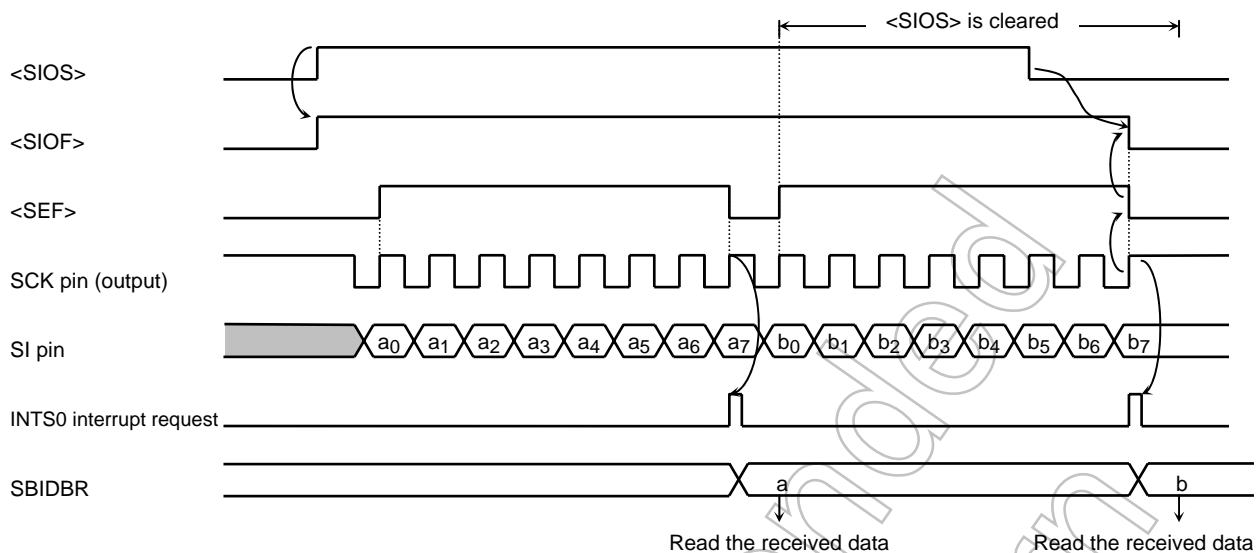 <SIOS> is cleared
<SIOS>
<SIOF>
<SEF>
SCK pin (output)
SI pin
a0 a1 a2 a3 a4 a5 a6 a7 b0 b1 b2 b3 b4 b5 b6 b7
INTS0 interrupt request
SBIDBR
a b
Read the received data Read the received data